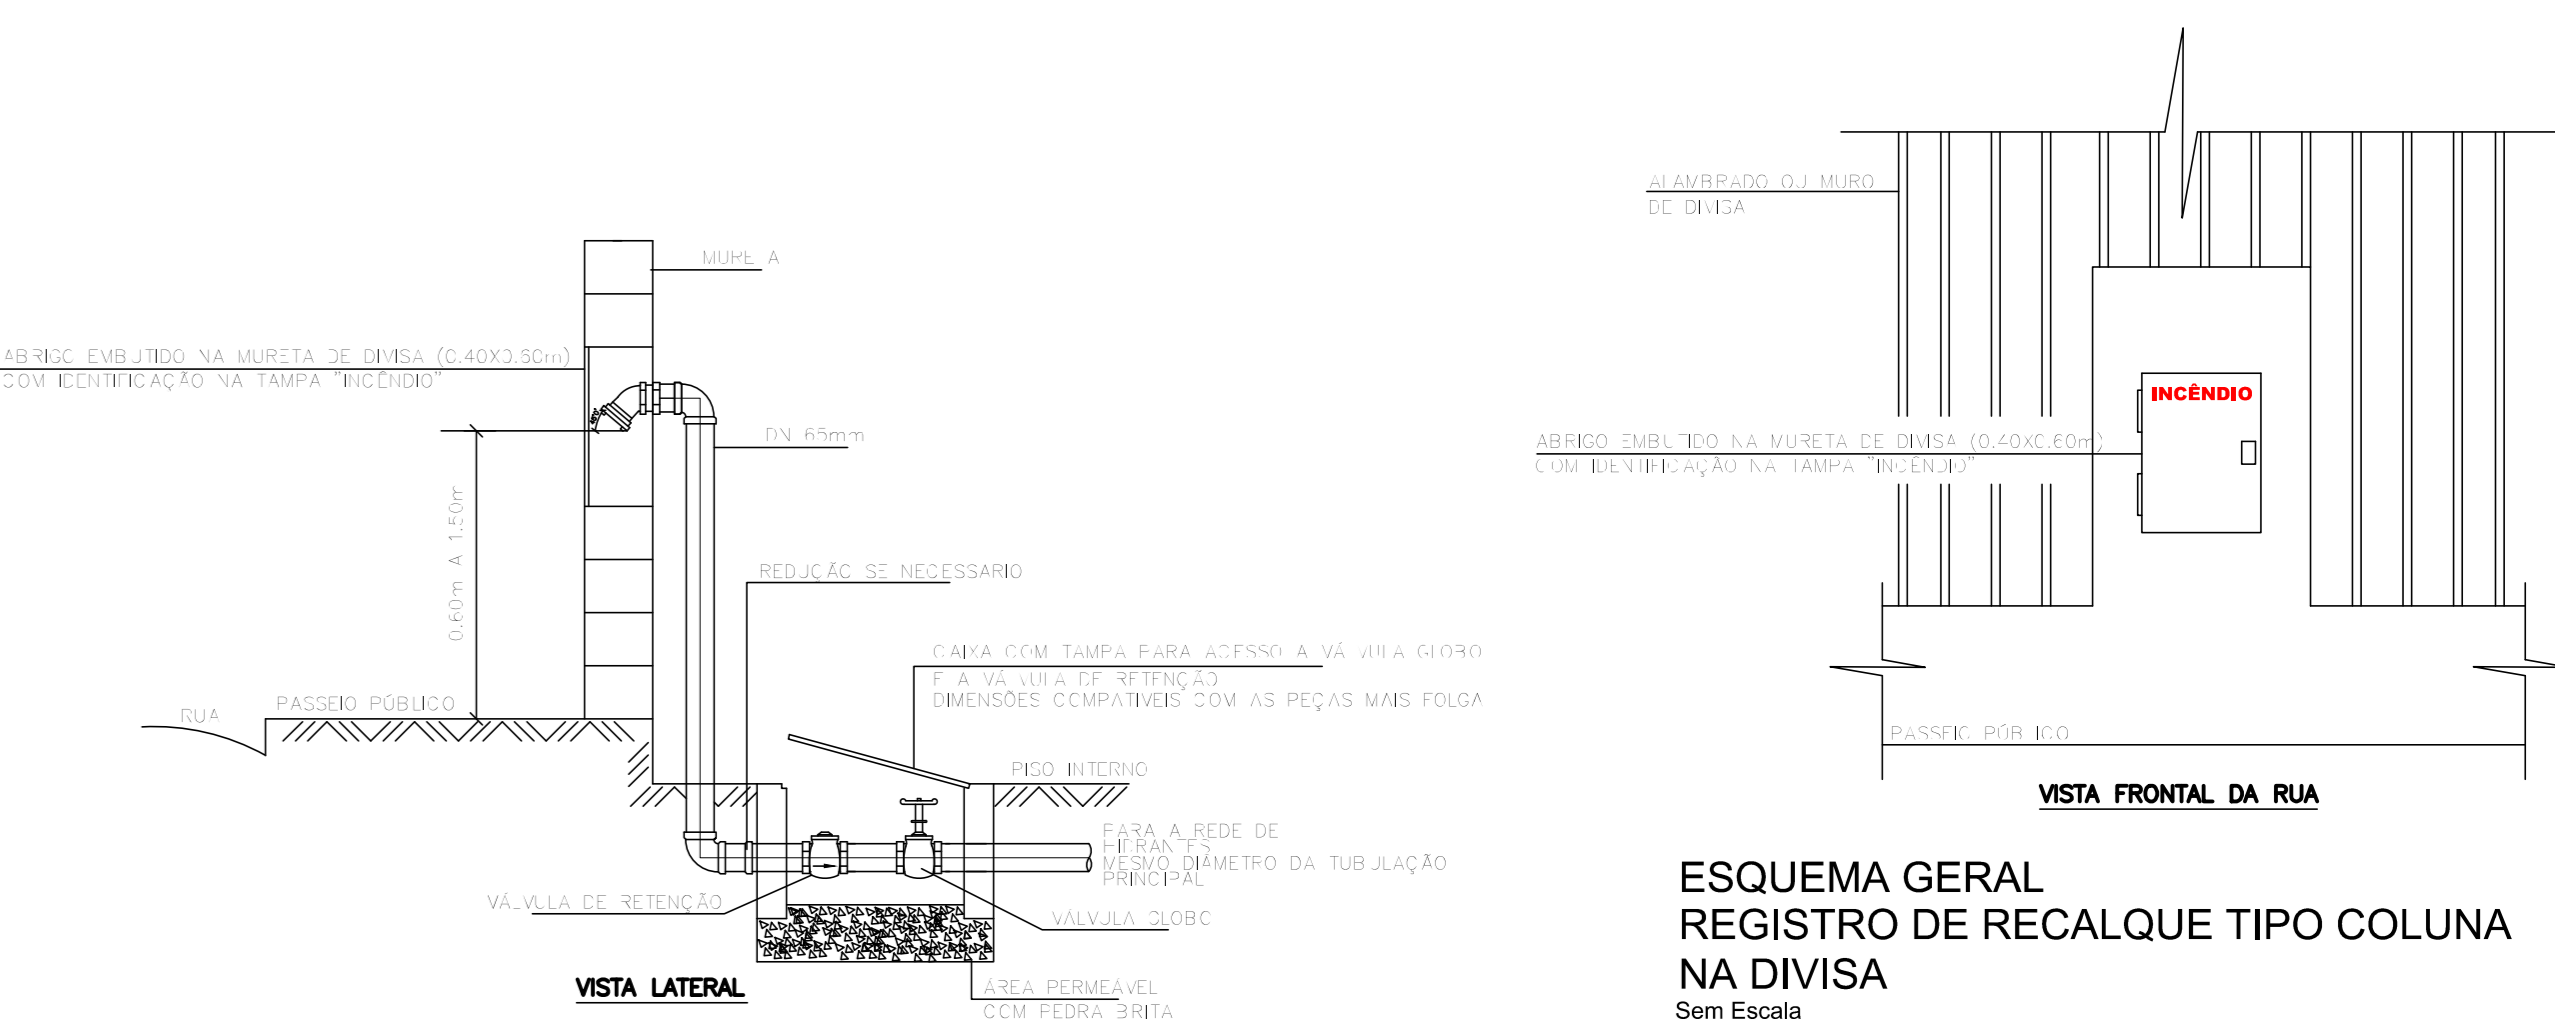 ALAMBRADO OU MURO
DE DIVISA
MURETA
ABRIGO EMBUTIDO NA MURETA DE DIVISA (0.40X0.60m)
COM IDENTIFICAÇÃO NA TAMPA "INCÊNDIO"
45°
DN 65mm
0.60m A 1.50m
REDUÇÃO SE NECESSARIO
CAIXA COM TAMPA PARA ACESSO A VÁLVULA GLOBO
E A VÁLVULA DE RETENÇÃO
DIMENSÕES COMPATIVEIS COM AS PEÇAS MAIS FOLGA
RUA
PASSEIO PÚBLICO
PISO INTERNO
PARA A REDE DE
HIDRANTES
MESMO DIÂMETRO DA TUBULAÇÃO
PRINCIPAL
VÁLVULA DE RETENÇÃO
VÁLVULA GLOBO
ÁREA PERMEÁVEL
COM PEDRA BRITA
VISTA LATERAL
INCÊNDIO
ABRIGO EMBUTIDO NA MURETA DE DIVISA (0.40X0.60m)
COM IDENTIFICAÇÃO NA TAMPA "INCÊNDIO"
PASSEIO PÚBLICO
VISTA FRONTAL DA RUA
ESQUEMA GERAL
REGISTRO DE RECALQUE TIPO COLUNA
NA DIVISA
Sem Escala